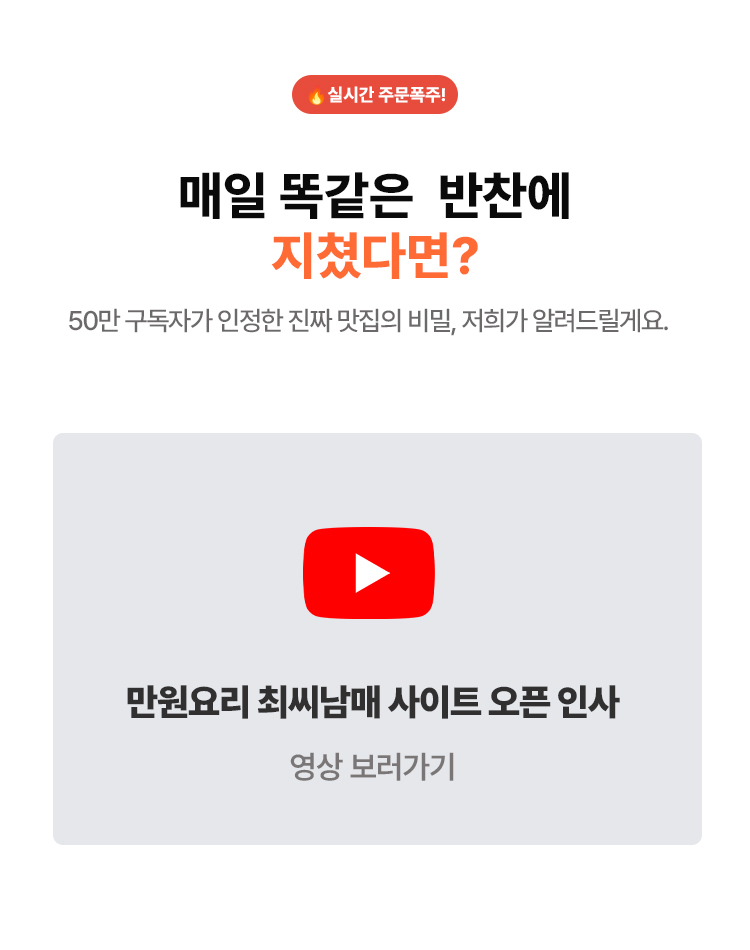 🔥실시간 주문폭주!
매일 똑같은 반찬에
지쳤다면?
50만 구독자가 인정한 진짜 맛집의 비밀, 저희가 알려드릴게요.
만원요리 최씨남매 사이트 오픈 인사
영상 보러가기